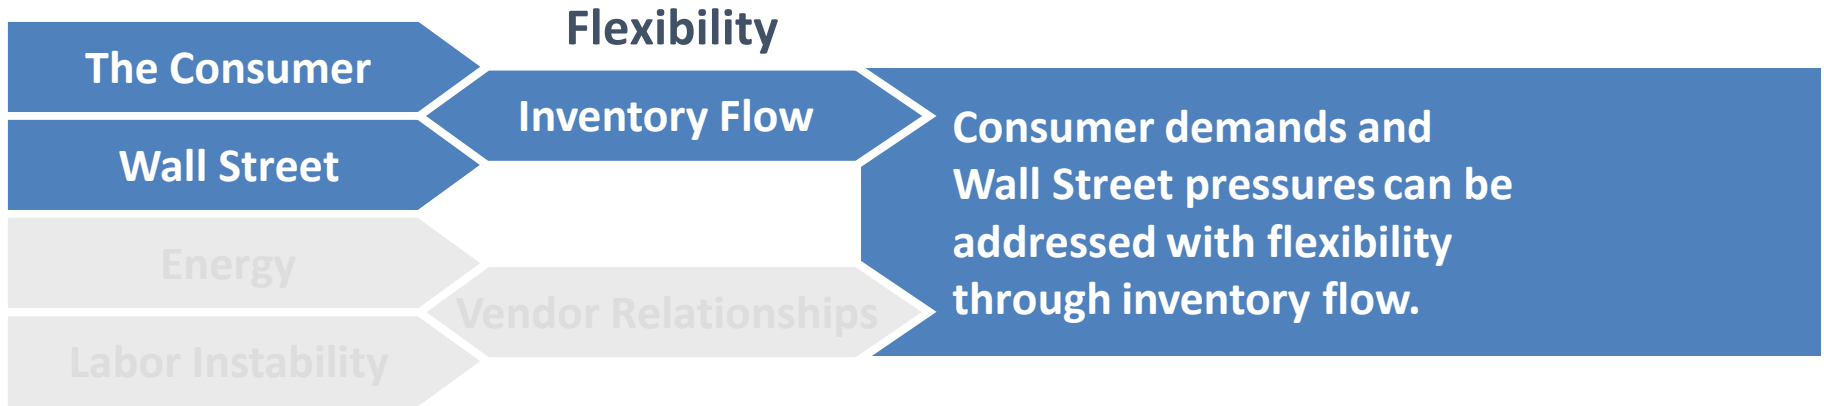 Flexibility
The Consumer
Wall Street
Energy
Labor Instability
Inventory Flow
Vendor Relationships
Consumer demands and
Wall Street pressures can be
addressed with flexibility
through inventory flow.